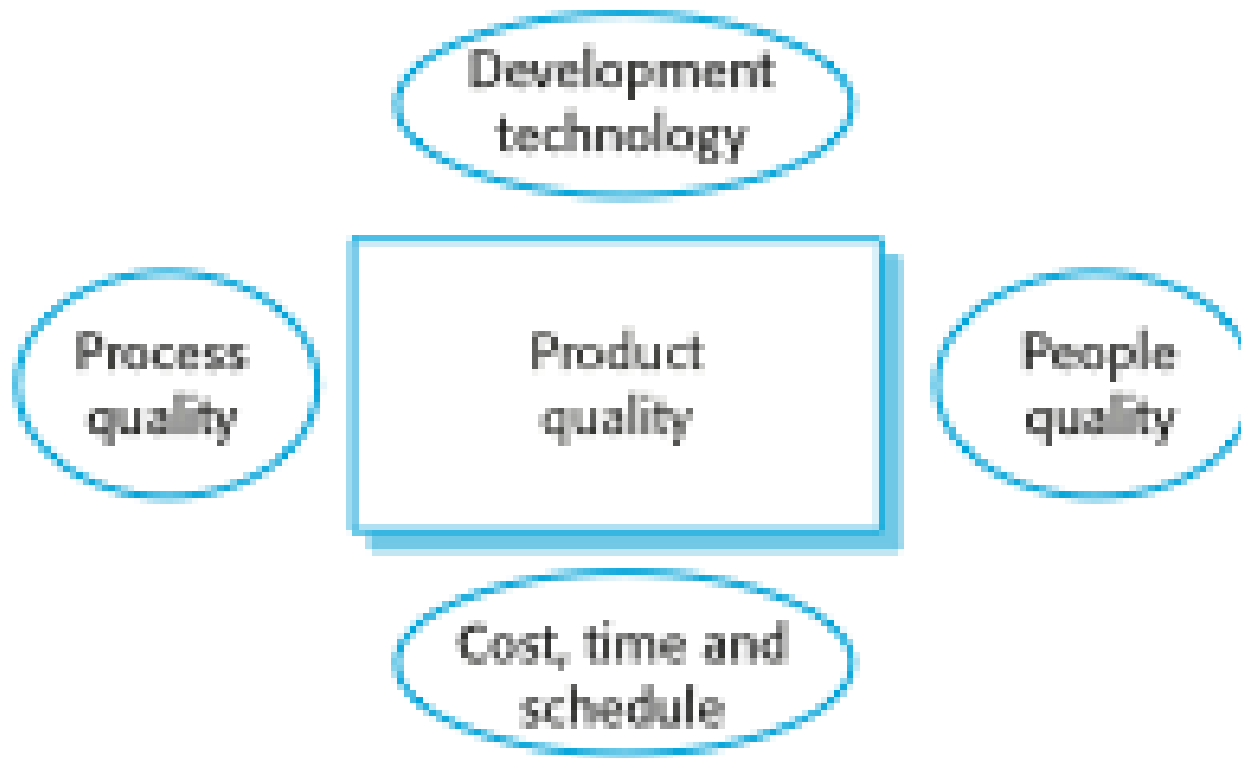 Development
technology
Process
quality
Product
quality
People
quality
Cost, time and
schedule